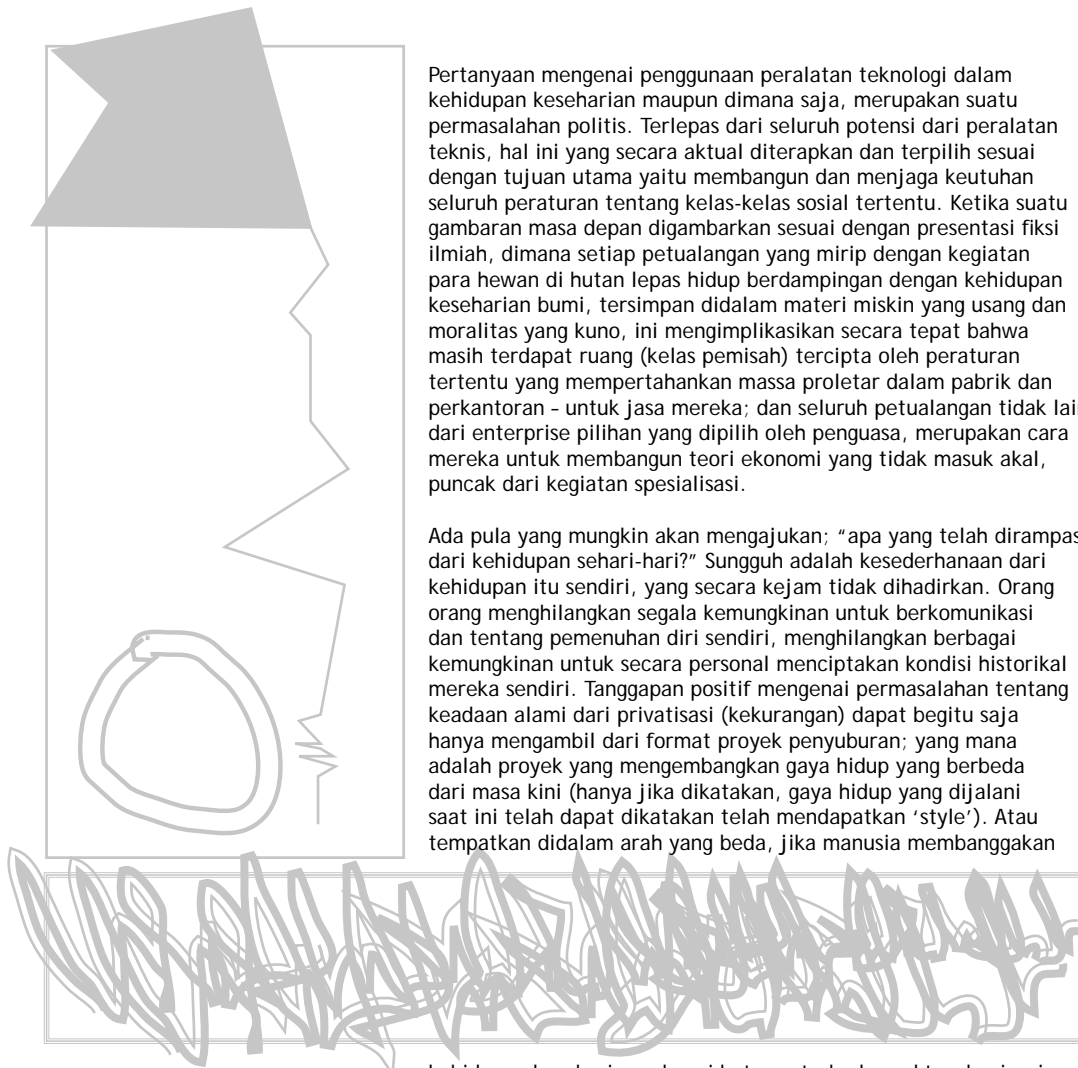 Pertanyaan mengenai penggunaan peralatan teknologi dalam
kehidupan keseharian maupun dimana saja, merupakan suatu
permasalahan politis. Terlepas dari seluruh potensi dari peralatan
teknis, hal ini yang secara aktual diterapkan dan terpilih sesuai
dengan tujuan utama yaitu membangun dan menjaga keutuhan
seluruh peraturan tentang kelas-kelas sosial tertentu. Ketika suatu
gambaran masa depan digambarkan sesuai dengan presentasi fiksi
ilmiah, dimana setiap petualangan yang mirip dengan kegiatan
para hewan di hutan lepas hidup berdampingan dengan kehidupan
keseharian bumi, tersimpan didalam materi miskin yang usang dan
moralitas yang kuno, ini mengimplikasikan secara tepat bahwa
masih terdapat ruang (kelas pemisah) tercipta oleh peraturan
tertentu yang mempertahankan massa proletar dalam pabrik dan
perkantoran – untuk jasa mereka; dan seluruh petualangan tidak
dari enterprise pilihan yang dipilih oleh penguasa, merupakan cara
mereka untuk membangun teori ekonomi yang tidak masuk akal,
puncak dari kegiatan spesialisasi.
Ada pula yang mungkin akan mengajukan; “apa yang telah dirampas
dari kehidupan sehari-hari?” Sungguh adalah kesederhanaan dari
kehidupan itu sendiri, yang secara kejam tidak dihadirkan. Orang
orang menghilangkan segala kemungkinan untuk berkomunikasi
dan tentang pemenuhan diri sendiri, menghilangkan berbagai
kemungkinan untuk secara personal menciptakan kondisi historikal
mereka sendiri. Tanggapan positif mengenai permasalahan tentang
keadaan alami dari privatisasi (kekurangan) dapat begitu saja
hanya mengambil dari format proyek penyuburan; yang mana
adalah proyek yang mengembangkan gaya hidup yang berbeda
dari masa kini (hanya jika dikatakan, gaya hidup yang dijalani
saat ini telah dapat dikatakan telah mendapatkan ‘style’). Atau
tempatkan didalam arah yang beda, jika manusia membanggakan